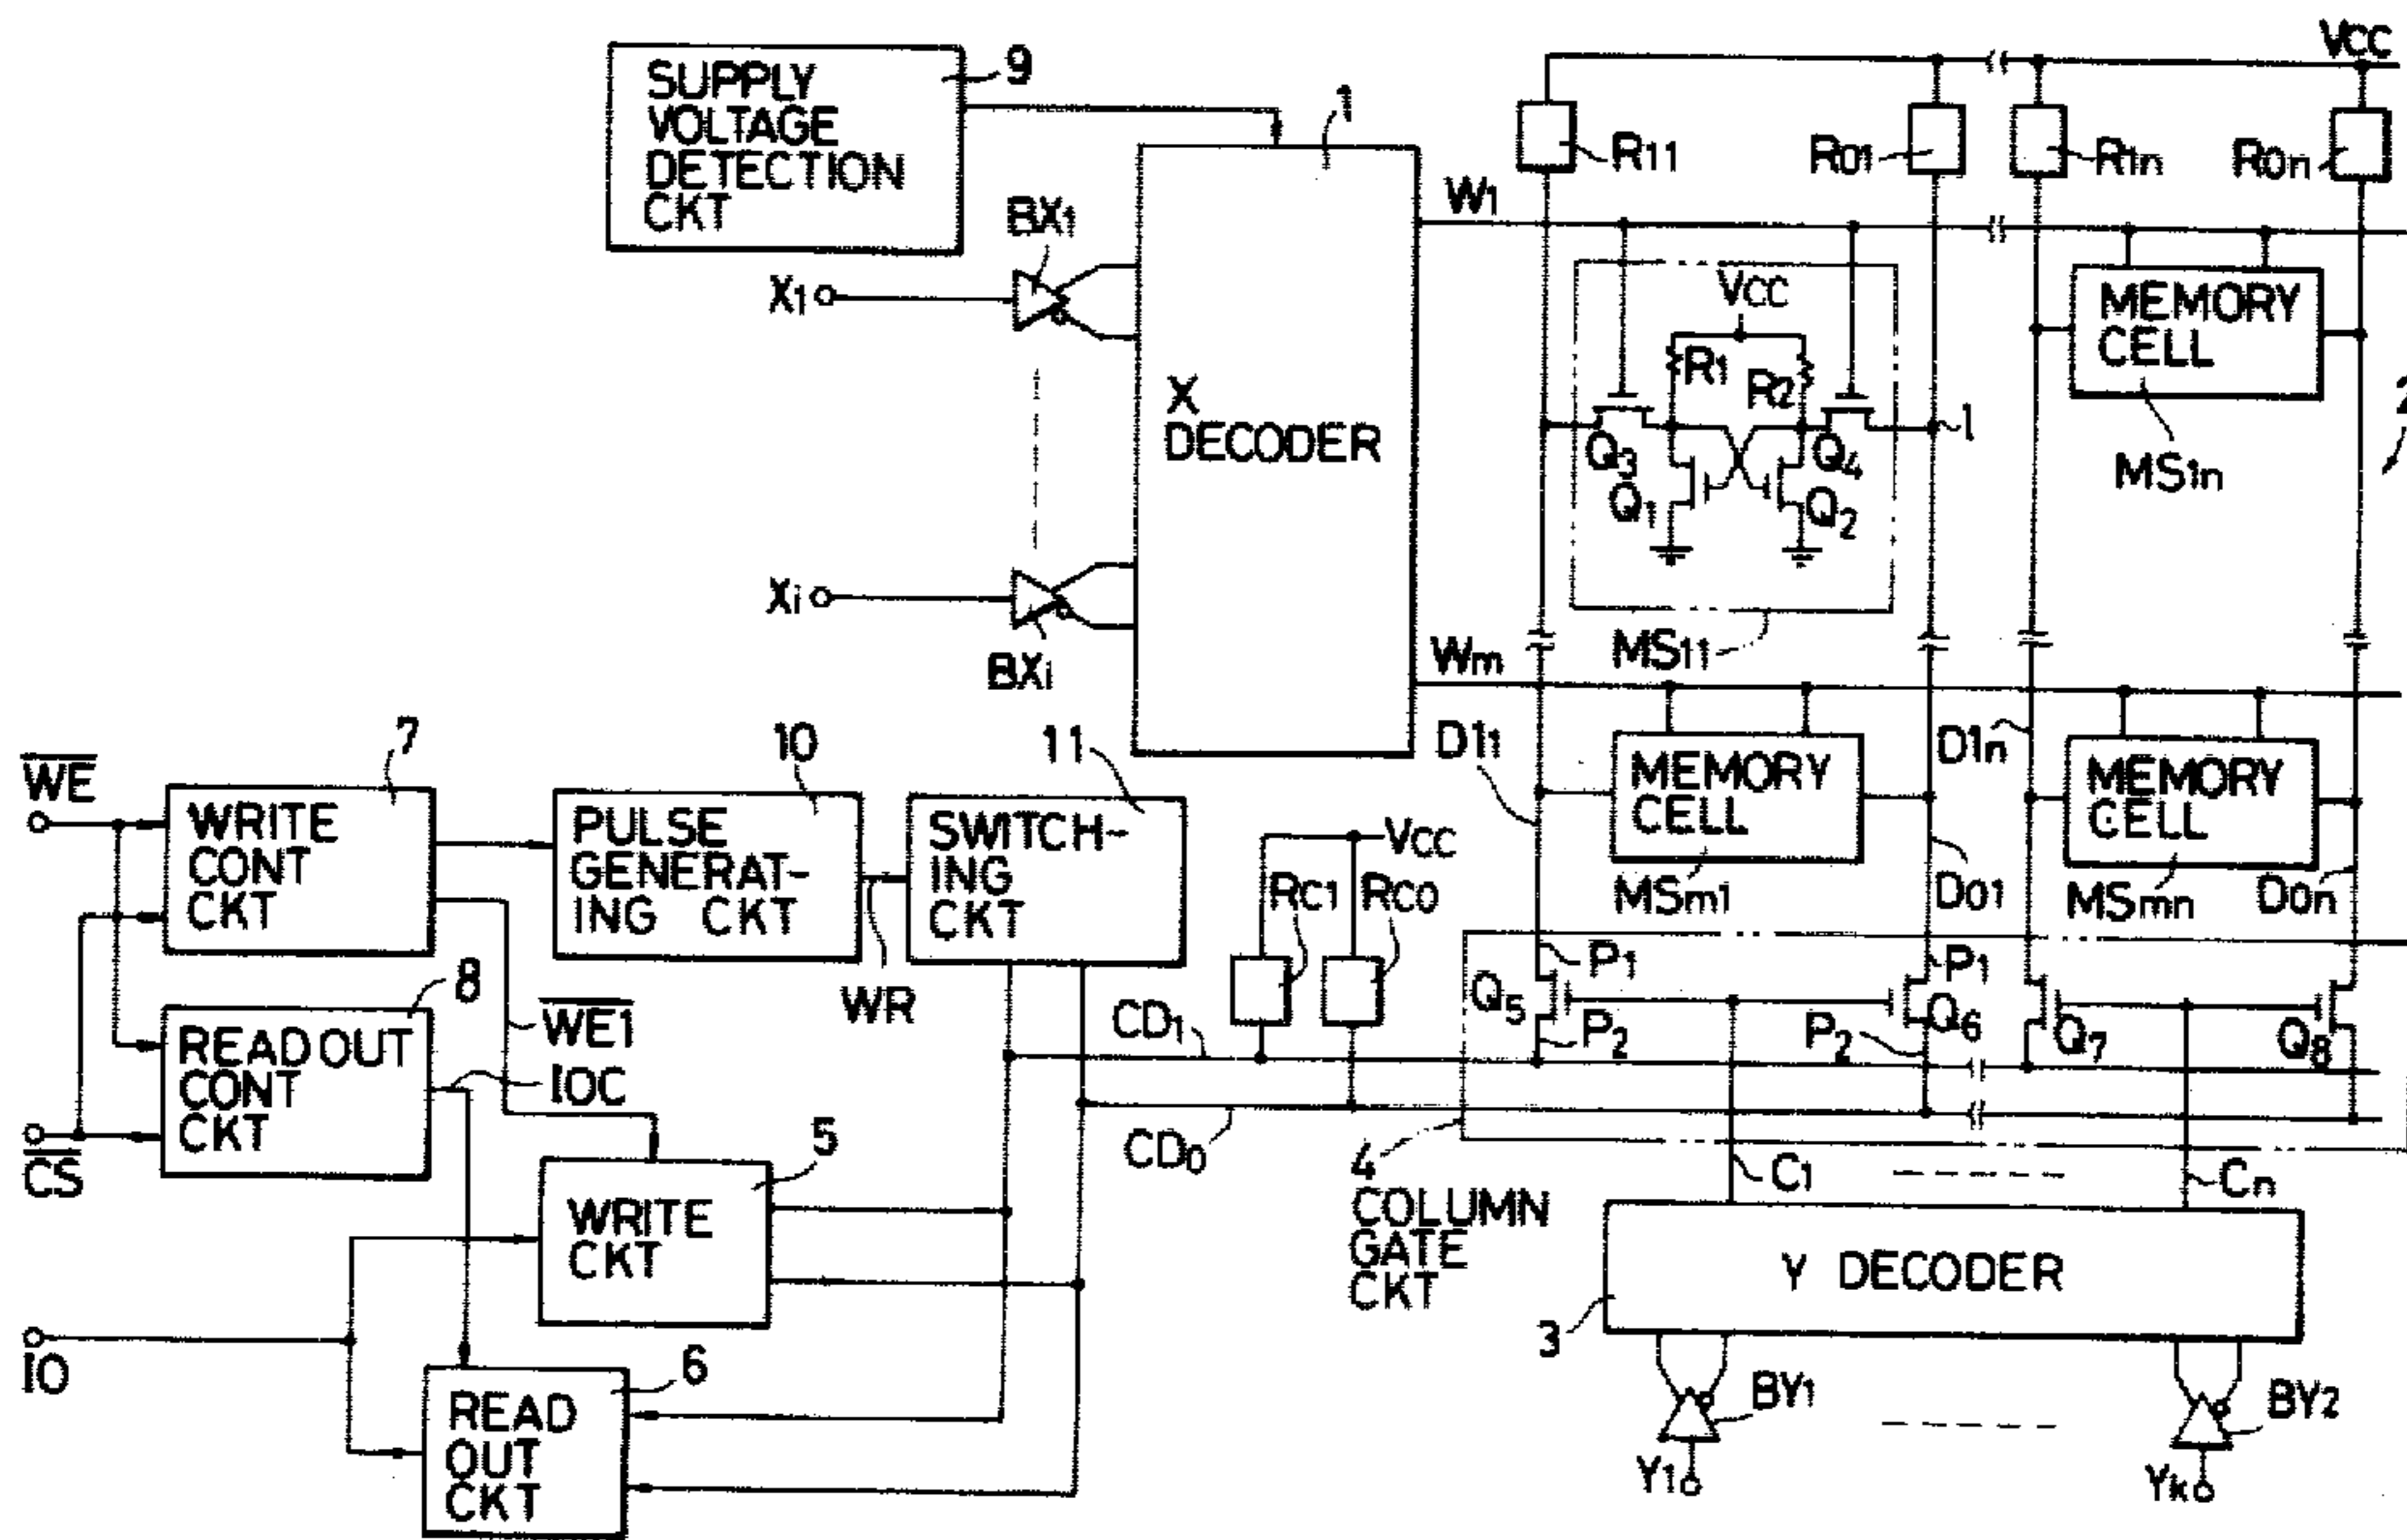 VCC
SUPPLY
VOLTAGE
DETECTION
CKT
9
1
R11
R01
R1n
R0n
W1
BX1
X1
VCC
MEMORY
CELL
R1
R2
X
DECODER
1
2
Q3
Q4
MS1n
Q1
Q2
Xi
BXi
MS11
Wm
7
10
11
D11
D1n
WE
WRITE
CONT
CKT
PULSE
GENERAT-
ING CKT
SWITCH-
ING
CKT
MEMORY
CELL
MEMORY
CELL
VCC
RC1
RC0
MSm1
D01
MSmn
D0n
8
WR
P1
P1
Q5
Q6
Q7
Q8
READ OUT
CONT
CKT
WE1
CD1
P2
P2
IOC
CS
5
CD0
4
COLUMN
GATE
CKT
C1
Cn
WRITE
CKT
Y DECODER
3
IO
6
READ
OUT
CKT
BY1
BY2
Y1
Yk